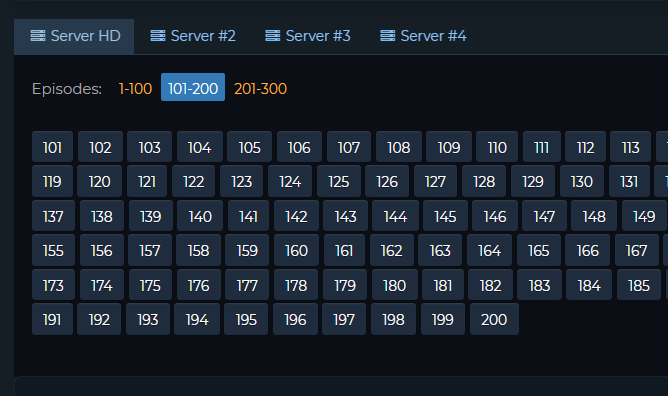 Server HD Server #2 Server #3 Server #4
Episodes: 1-100 101-200 201-300
101 102 103 104 105 106 107 108 109 110 111 112 113
119 120 121 122 123 124 125 126 127 128 129 130 131
137 138 139 140 141 142 143 144 145 146 147 148 149
155 156 157 158 159 160 161 162 163 164 165 166 167
173 174 175 176 177 178 179 180 181 182 183 184 185
191 192 193 194 195 196 197 198 199 200